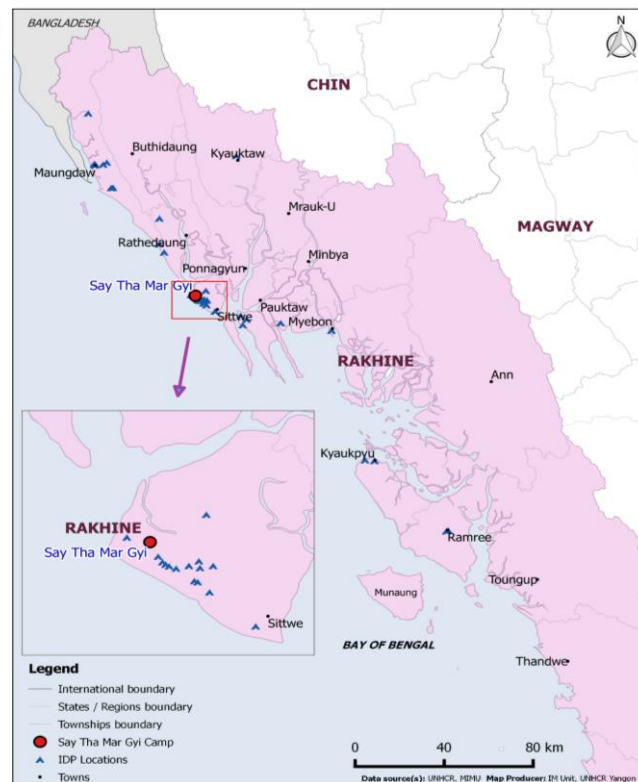 BANGLADESH
N
CHIN
Buthidaung
Kyauktaw
Maungdaw
Mrauk-U
MAGWAY
Rathedaung
Ponnagyun
Minbya
Say Tha Mar Gyi
Pauktaw
Sittwe
Myebon
RAKHINE
Ann
Kyaukpyu
RAKHINE
Say Tha Mar Gyi
Ramree
Toungup
Munaung
Sittwe
BAY OF BENGAL
Thandwe
Legend
International boundary
States / Regions boundary
Townships boundary
Say Tha Mar Gyi Camp
IDP Locations
Towns
0 40 80 km
Data source(s): UNHCR, MIMU Map Producer: IM Unit, UNHCR Yangon